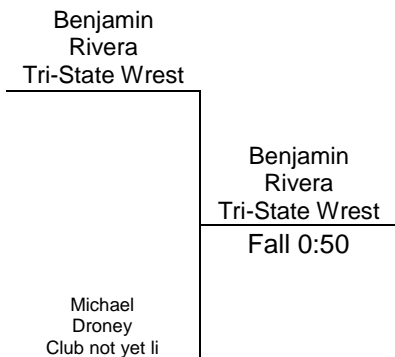 Benjamin
Rivera
Tri-State Wrest
Benjamin
Rivera
Tri-State Wrest
Fall 0:50
Michael
Droney
Club not yet li